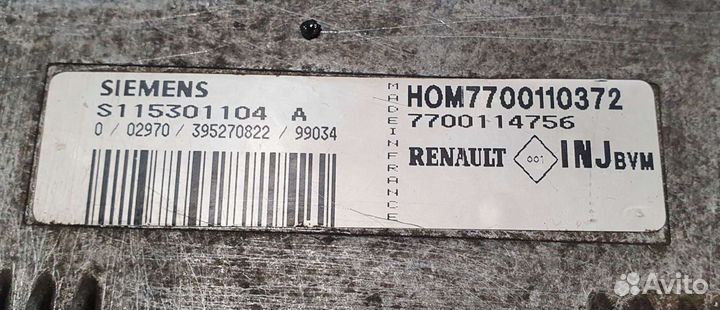 SIEMENS
S115301104 A
0 / 02970 / 395270822 / 99034
MADE IN FRANCE
HOM7700110372
7700114756
RENAULT 001 INJ BVM
Avito